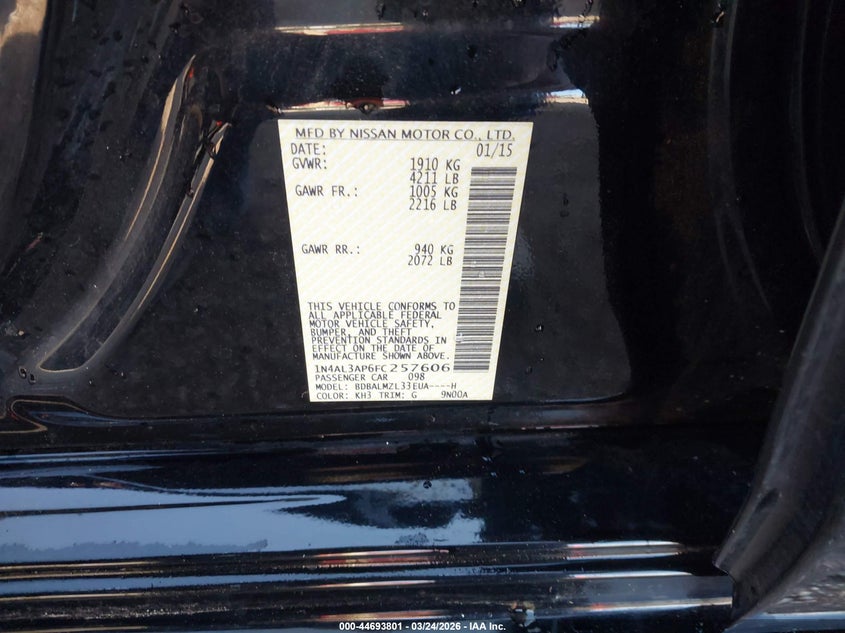 MFD BY NISSAN MOTOR CO., LTD.
DATE: 01/15
GVWR: 1910 KG
4211 LB
GAWR FR.: 1005 KG
2216 LB
GAWR RR.: 940 KG
2072 LB
THIS VEHICLE CONFORMS TO
ALL APPLICABLE FEDERAL
MOTOR VEHICLE SAFETY,
BUMPER, AND THEFT
PREVENTION STANDARDS IN
EFFECT ON THE DATE OF
MANUFACTURE SHOWN ABOVE.
1N4AL3AP6FC257606
PASSENGER CAR 098
MODEL: BDBALMZL33EUA----H
COLOR: KH3 TRIM: G 9N00A
000-44693801 - 03/24/2026 - IAA Inc.